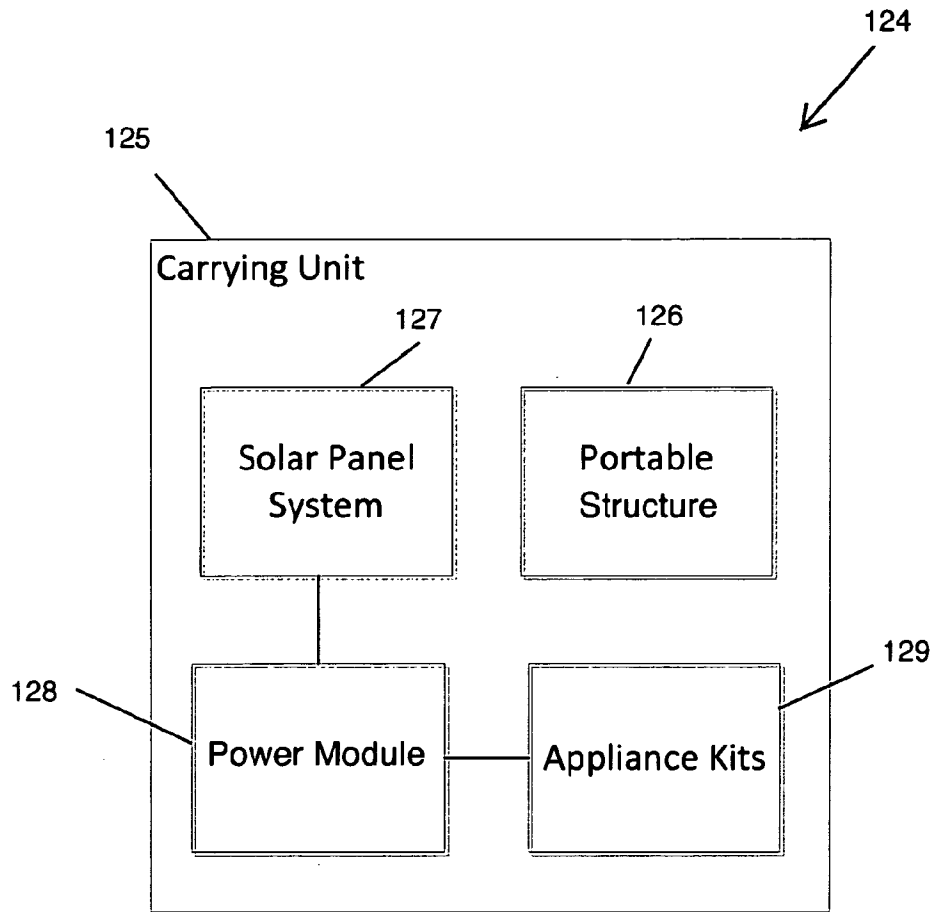 124
125
Carrying Unit
127
126
Solar Panel
System
Portable
Structure
128
129
Power Module
Appliance Kits